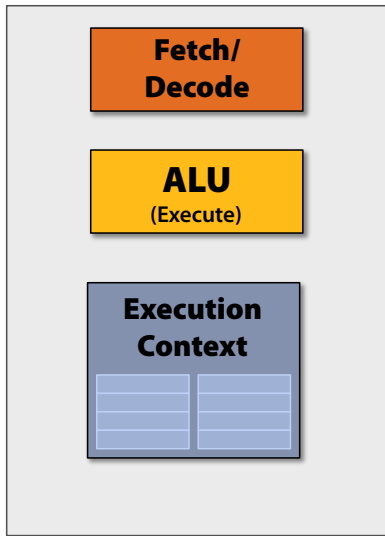 Fetch/
Decode
ALU
(Execute)
Execution
Context